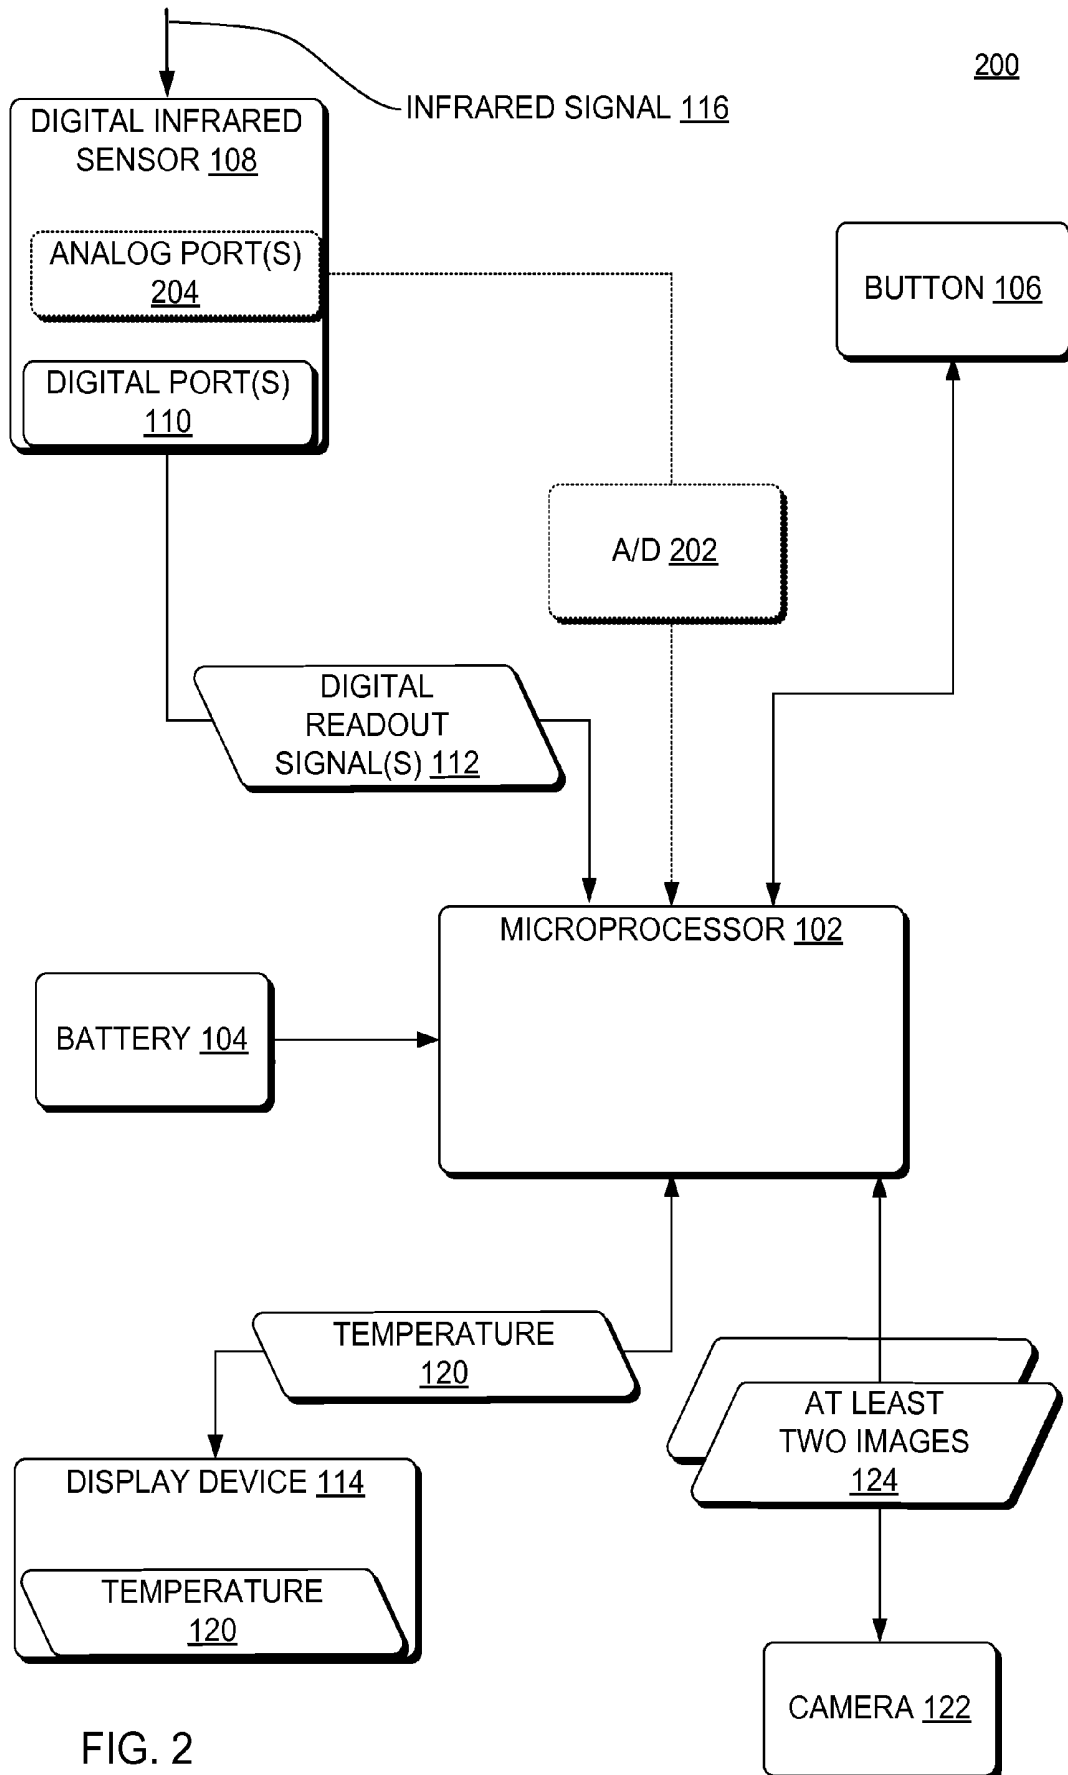 200
INFRARED SIGNAL 116
DIGITAL INFRARED
SENSOR 108
ANALOG PORT(S)
204
DIGITAL PORT(S)
110
BUTTON 106
A/D 202
DIGITAL
READOUT
SIGNAL(S) 112
MICROPROCESSOR 102
BATTERY 104
TEMPERATURE
120
AT LEAST
TWO IMAGES
124
DISPLAY DEVICE 114
TEMPERATURE
120
CAMERA 122
FIG. 2